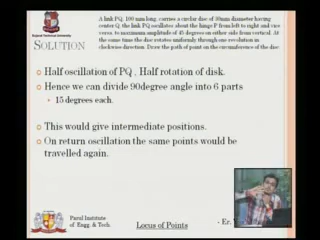 A link PQ, 100 mm long, carries a circular disc of 30mm diameter having
center Q, the link PQ oscillates about the hinge P from left to right and vice
versa to maximum amplitude of 45 degrees on either side from vertical. At
the same time the disc rotates uniformly through one revolution in
clockwise direction. Draw the path of point on the circumference of the disc
Gujarat Technological University
SOLUTION
Half oscillation of PQ , Half rotation of disk.
Hence we can divide 90degree angle into 6 parts
15 degrees each.
This would give intermediate positions.
On return oscillation the same points would be
travelled again.
Parul Institute
of Engg. & Tech.
Locus of Points
- Er.